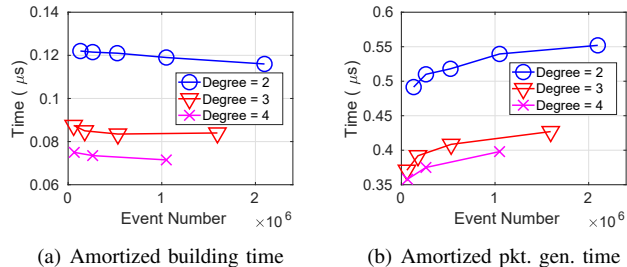 0.14
0.12
0.1
0.08
0.06
Time ( μs)
Degree = 2
Degree = 3
Degree = 4
0 1 2
Event Number ×10^6
(a) Amortized building time
0.6
0.55
0.5
0.45
0.4
0.35
Time ( μs)
Degree = 2
Degree = 3
Degree = 4
0 1 2
Event Number ×10^6
(b) Amortized pkt. gen. time